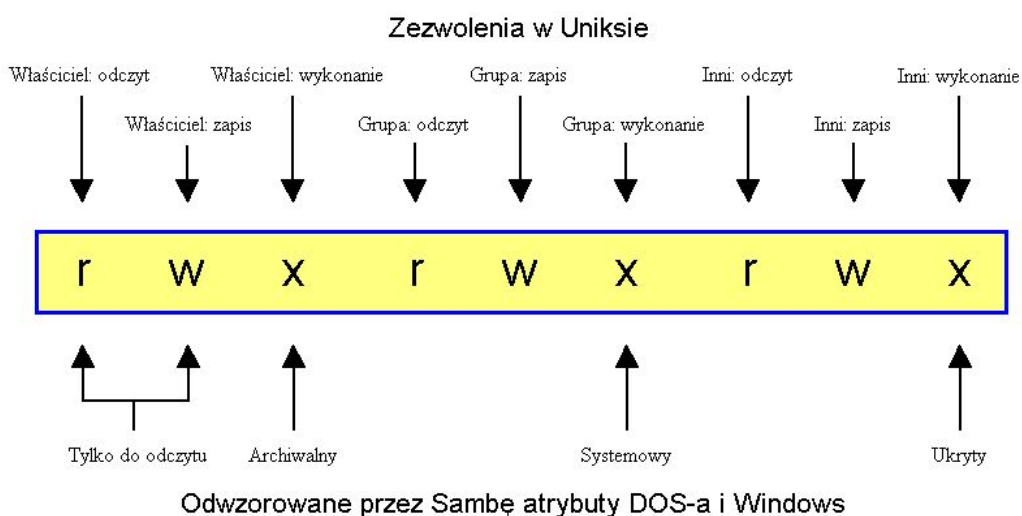 Zezwolenia w Uniksie
Właściciel: odczyt Właściciel: wykonanie Grupa: zapis Inni: odczyt Inni: wykonanie
Właściciel: zapis Grupa: odczyt Grupa: wykonanie Inni: zapis
r w x r w x r w x
Tylko do odczytu Archiwalny Systemowy Ukryty
Odwzorowane przez Sambę atrybuty DOS-a i Windows